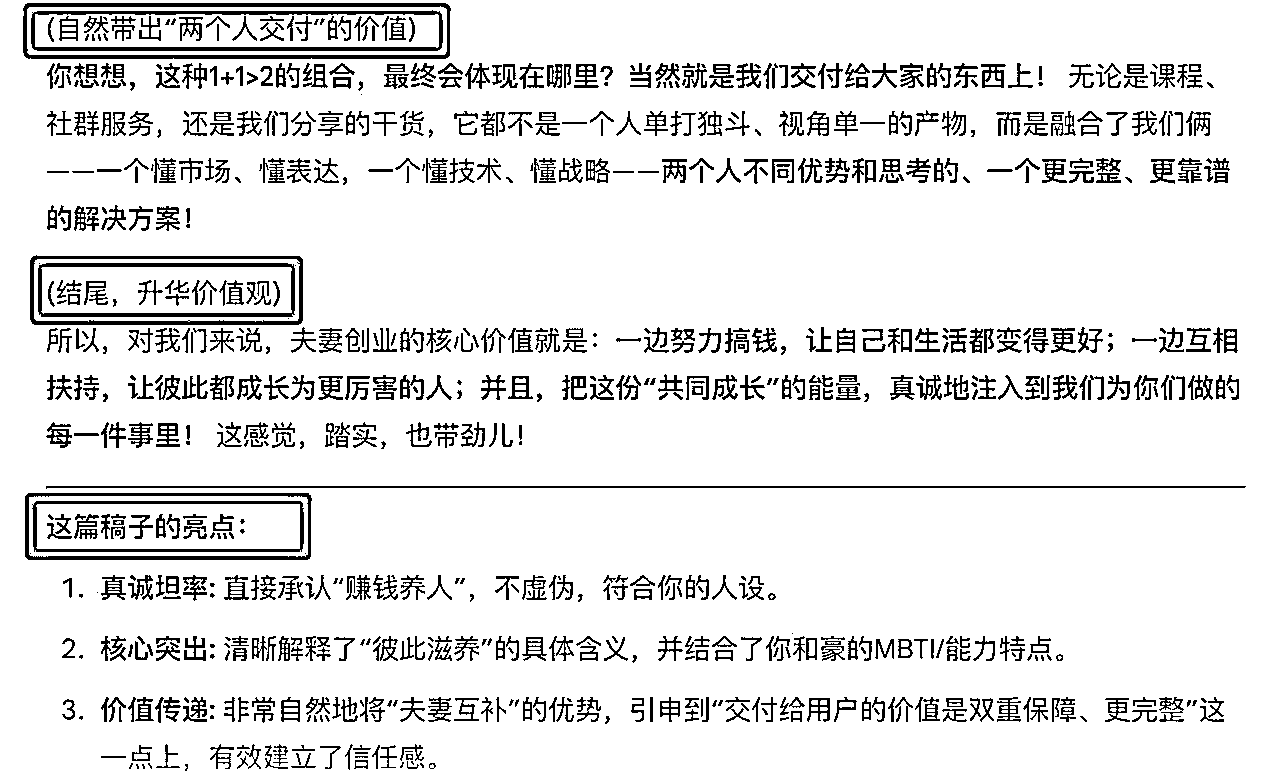 (自然带出“两个人交付”的价值)
你想想，这种1+1>2的组合，最终会体现在哪里？当然就是我们交付给大家的东西上！ 无论是课程、
社群服务，还是我们分享的干货，它都不是一个人单打独斗、视角单一的产物，而是融合了我们俩
——一个懂市场、懂表达，一个懂技术、懂战略——两个人不同优势和思考的、一个更完整、更靠谱
的解决方案！
(结尾，升华价值观)
所以，对我们来说，夫妻创业的核心价值就是：一边努力搞钱，让自己和生活都变得更好；一边互相
扶持，让彼此都成长为更厉害的人；并且，把这份“共同成长”的能量，真诚地注入到我们为你们做的
每一件事里！ 这感觉，踏实，也带劲儿！
这篇稿子的亮点：
1. 真诚坦率: 直接承认“赚钱养人”，不虚伪，符合你的人设。
2. 核心突出: 清晰解释了“彼此滋养”的具体含义，并结合了你和豪的MBTI/能力特点。
3. 价值传递: 非常自然地将“夫妻互补”的优势，引申到“交付给用户的价值是双重保障、更完整”这
一点上，有效建立了信任感。